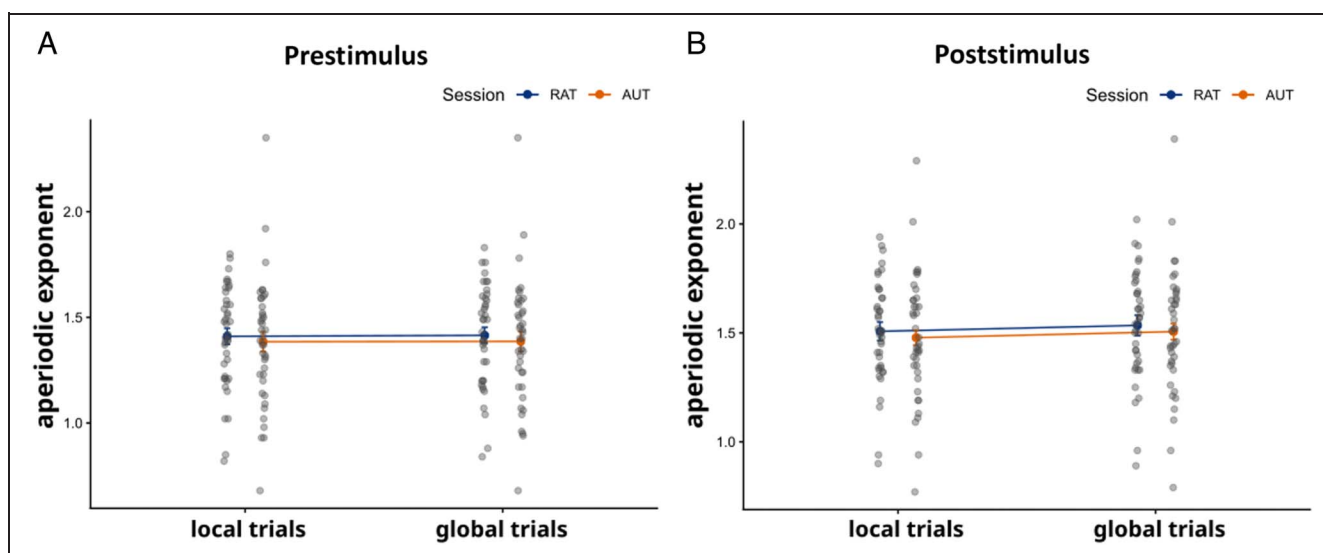 A
Prestimulus
Session RAT AUT
aperiodic exponent
2.0
1.5
1.0
local trials
global trials
B
Poststimulus
Session RAT AUT
aperiodic exponent
2.0
1.5
1.0
local trials
global trials